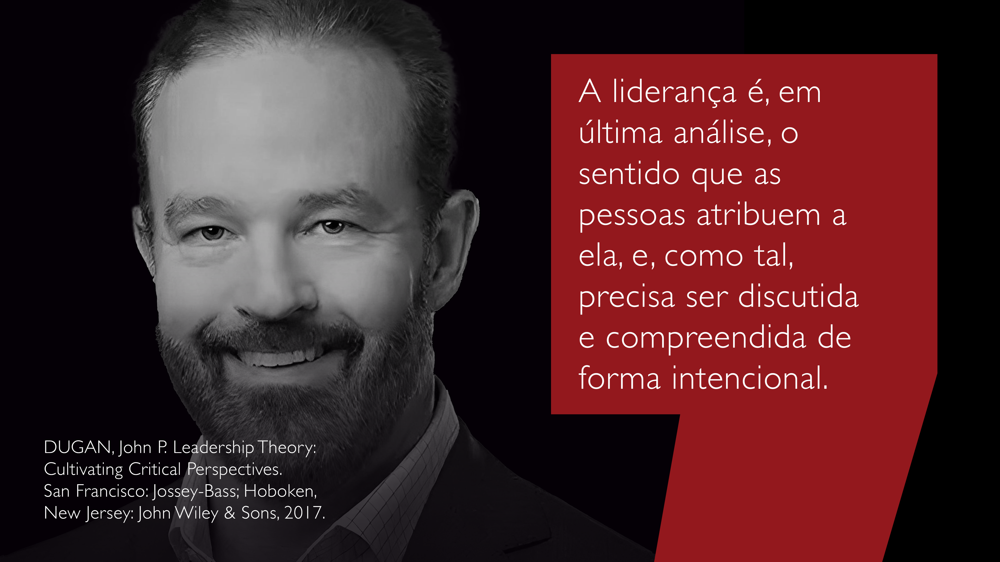 A liderança é, em
última análise, o
sentido que as
pessoas atribuem a
ela, e, como tal,
precisa ser discutida
e compreendida de
forma intencional.
DUGAN, John P. Leadership Theory:
Cultivating Critical Perspectives.
San Francisco: Jossey-Bass; Hoboken,
New Jersey: John Wiley & Sons, 2017.